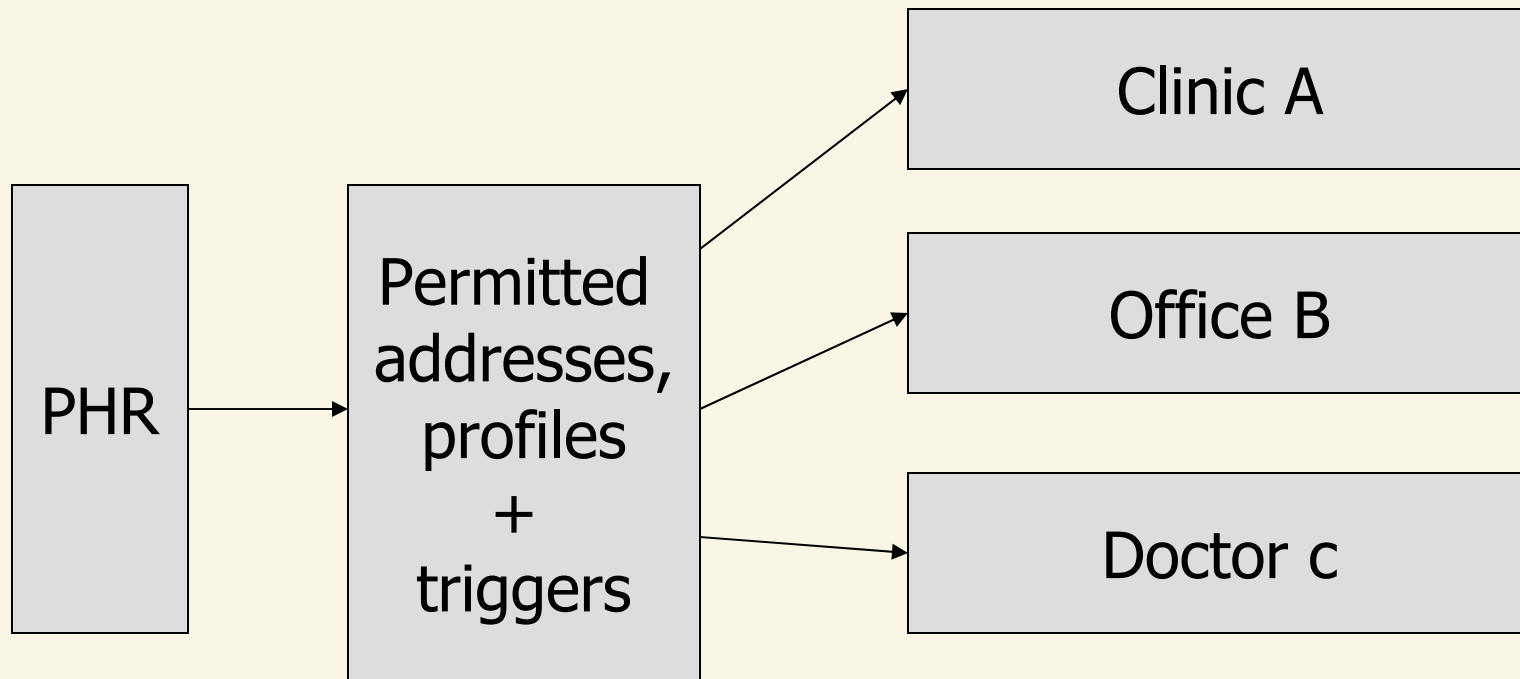 PHR
Permitted
addresses,
profiles
+
triggers
Clinic A
Office B
Doctor c